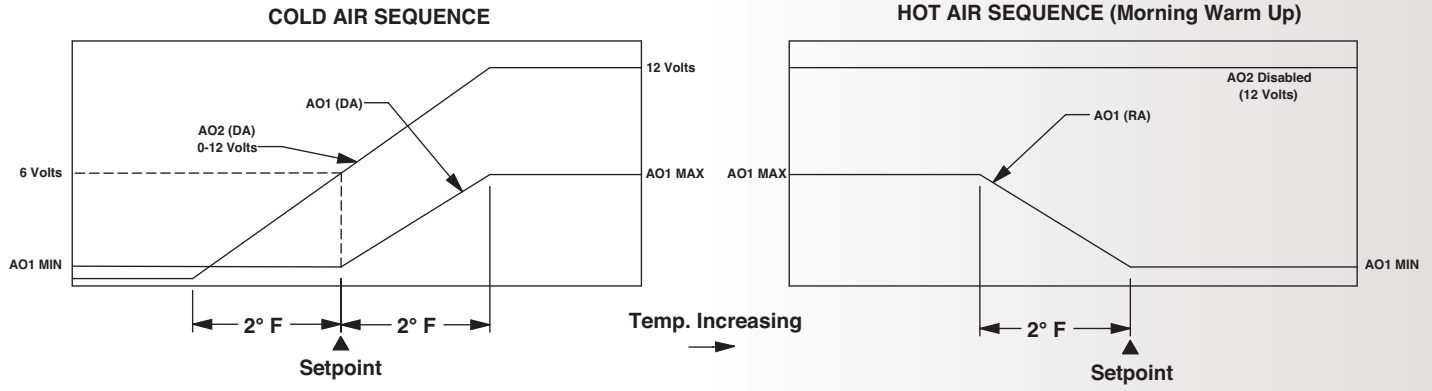 COLD AIR SEQUENCE
12 Volts
AO1 (DA)
AO2 (DA)
0-12 Volts
6 Volts
AO1 MAX
AO1 MIN
2° F
2° F
Setpoint
Temp. Increasing
HOT AIR SEQUENCE (Morning Warm Up)
AO2 Disabled
(12 Volts)
AO1 (RA)
AO1 MAX
AO1 MIN
2° F
Setpoint